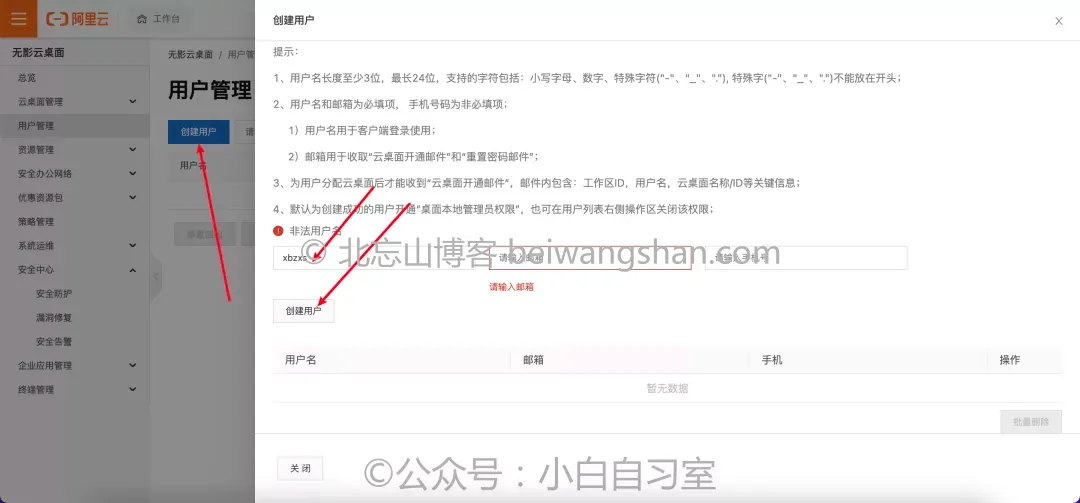 阿里云
工作台
创建用户
无影云桌面
总览
云桌面管理
用户管理
资源管理
安全办公网络
优惠资源包
策略管理
系统运维
安全中心
安全防护
漏洞修复
安全告警
企业应用管理
终端管理
无影云桌面 / 用户管
用户管理
创建用户
请
用户名
提示：
1、用户名长度至少3位，最长24位，支持的字符包括：小写字母、数字、特殊字符("-"、"_"、"."), 特殊字("-"、"_"、".")不能放在开头；
2、用户名和邮箱为必填项， 手机号码为非必填项；
1）用户名用于客户端登录使用；
2）邮箱用于收取“云桌面开通邮件”和“重置密码邮件”；
3、为用户分配云桌面后才能收到“云桌面开通邮件”，邮件内包含：工作区ID，用户名，云桌面名称/ID等关键信息；
4、默认为创建成功的用户开通“桌面本地管理员权限”，也可在用户列表右侧操作区关闭该权限；
非法用户名
© 北忘山博客 beiwangshan.com
请输入邮箱
请输入手机号
请输入邮箱
创建用户
用户名 邮箱 手机 操作
暂无数据
批量删除
关 闭
©公众号：小白自习室